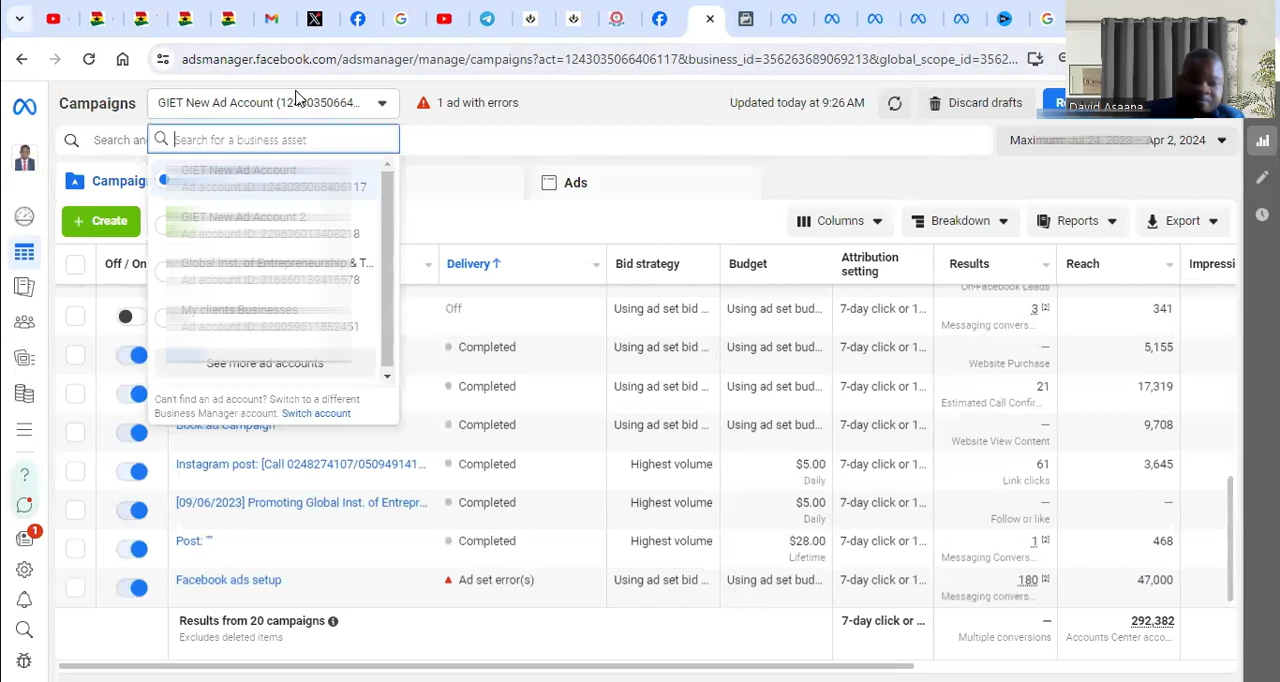 adsmanager.facebook.com/adsmanager/manage/campaigns?act=1243035066406117&business_id=356263689069213&global_scope_id=3562...
David Asaana
Campaigns
GIET New Ad Account (12430350664...
1 ad with errors
Updated today at 9:26 AM
Discard drafts
Search and
Search for a business asset
Maximum: Jul 24, 2023 – Apr 2, 2024
Campaig
GIET New Ad Account
Ad account ID: 1243035066406117
Ads
Create
GIET New Ad Account 2
Ad account ID: 229636013408218
Columns
Breakdown
Reports
Export
Off / On
Global Inst. of Entrepreneurship & T...
Ad account ID: 316660139416578
Delivery
Bid strategy
Budget
Attribution
setting
Results
Reach
Impressi
On-Facebook Leads
My clients Businesses
Ad account ID: 820059611882451
Off
Using ad set bid ...
Using ad set bud...
7-day click or 1...
3 [2]
Messaging convers...
341
Completed
Using ad set bid ...
Using ad set bud...
7-day click or 1...
—
Website Purchase
5,155
See more ad accounts
Completed
Using ad set bid ...
Using ad set bud...
7-day click or 1...
21
Estimated Call Confir...
17,319
Can't find an ad account? Switch to a different
Business Manager account. Switch account
Book ad Campaign
Completed
Using ad set bid ...
Using ad set bud...
7-day click or 1...
—
Website View Content
9,708
Instagram post: [Call 0248274107/050949141...
Completed
Highest volume
$5.00
Daily
7-day click or 1...
61
Link clicks
3,645
[09/06/2023] Promoting Global Inst. of Entrepr...
Completed
Highest volume
$5.00
Daily
7-day click or 1...
—
Follow or like
—
Post: ""
Completed
Highest volume
$28.00
Lifetime
7-day click or 1...
1 [2]
Messaging Convers...
468
Facebook ads setup
Ad set error(s)
Using ad set bid ...
Using ad set bud...
7-day click or 1...
180 [2]
Messaging convers...
47,000
1
Results from 20 campaigns
Excludes deleted items
7-day click or ...
—
Multiple conversions
292,382
Accounts Center acco...